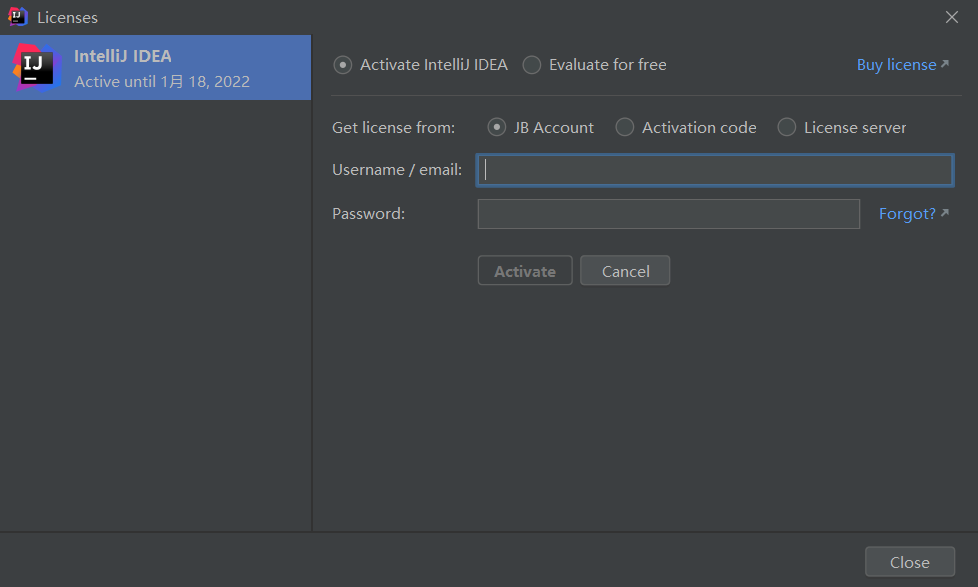 Licenses
IJ
IntelliJ IDEA
Active until 1月 18, 2022
Activate IntelliJ IDEA Evaluate for free Buy license
Get license from: JB Account Activation code License server
Username / email:
Password: Forgot?
Activate Cancel
Close